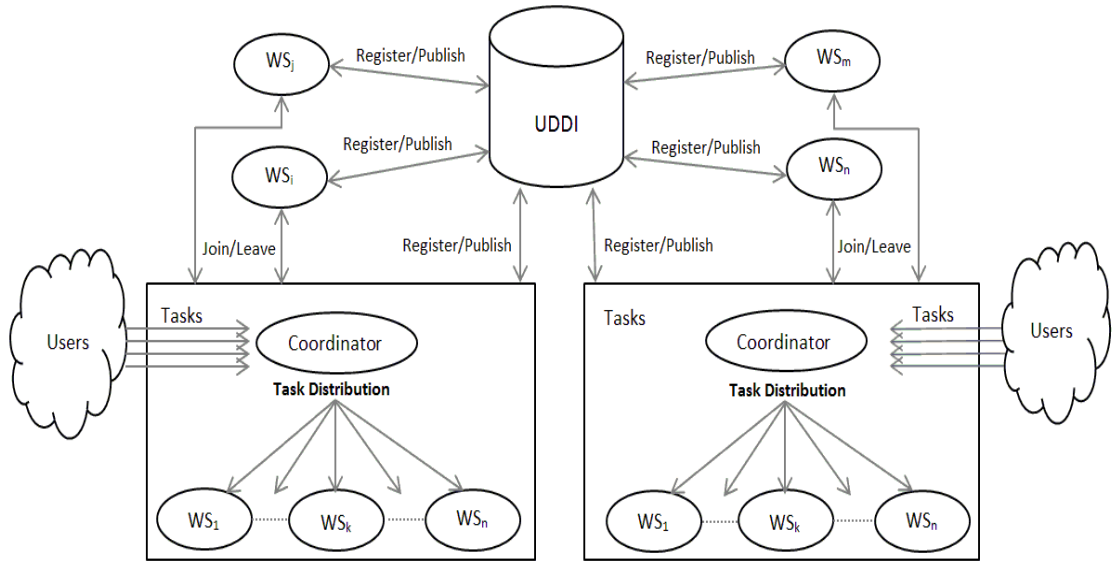 WSj
Register/Publish
UDDI
Register/Publish
WSm
WSi
Register/Publish
Register/Publish
WSn
Join/Leave
Register/Publish
Register/Publish
Join/Leave
Users
Tasks
Coordinator
Task Distribution
WS1
WSk
WSn
Tasks
Coordinator
Tasks
Users
Task Distribution
WS1
WSk
WSn